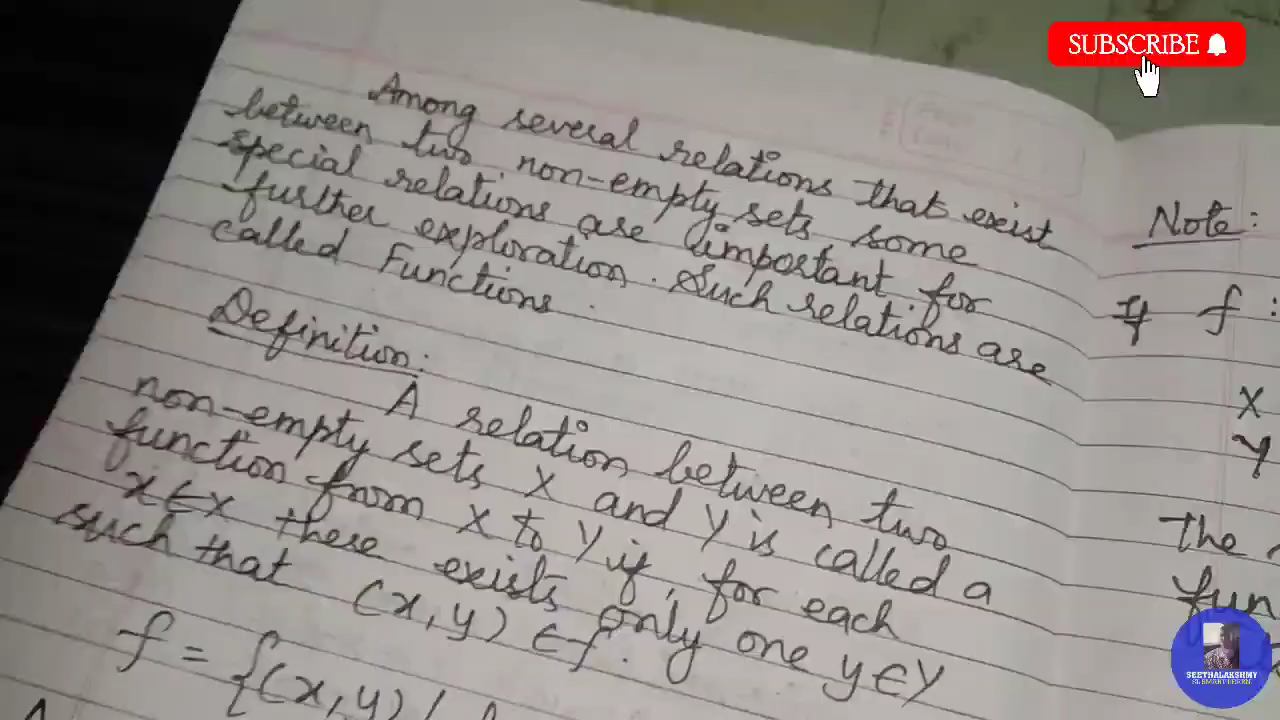 SUBSCRIBE
Among several relations that exist
between two non-empty sets some
special relations are important for
further exploration. Such relations are
called Functions.
Definition:
A relation between two
non-empty sets X and Y is called a
function from X to Y if, for each
x ∈ X there exists only one y ∈ Y
such that (x, y) ∈ f.
f = {(x, y) /
Note:
If f :
X
Y
The
fun
SEETHALAKSHMY